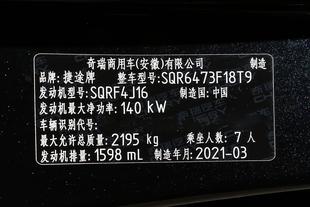 奇瑞商用车(安徽)有限公司 制造
品牌:捷途牌 整车型号:SQR6473F18T9
发动机型号:SQRF4J16 制造国:中国
发动机最大净功率:140 kW
车辆识别代号:
最大允许总质量:2195 kg 乘坐人数:7人
发动机排量:1598 mL 制造年月:2021-03